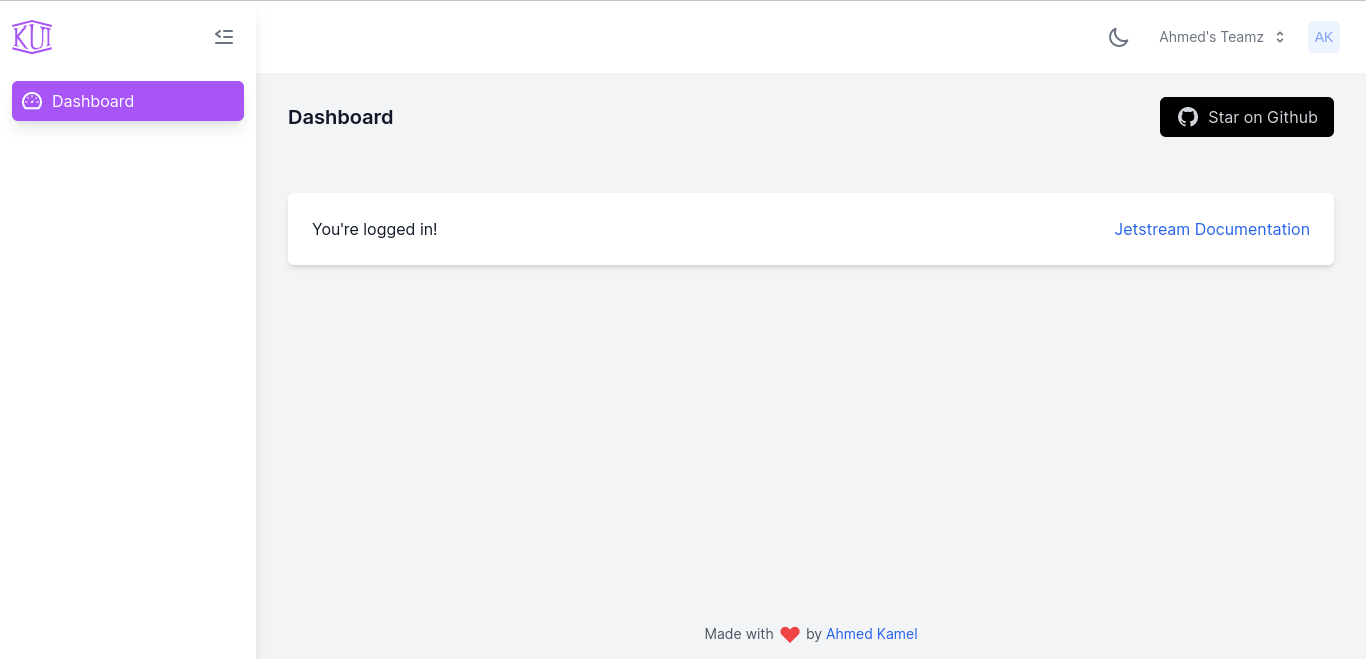 KUI
Ahmed's Teamz
AK
Dashboard
Dashboard
Star on Github
You're logged in!
Jetstream Documentation
Made with ❤ by Ahmed Kamel